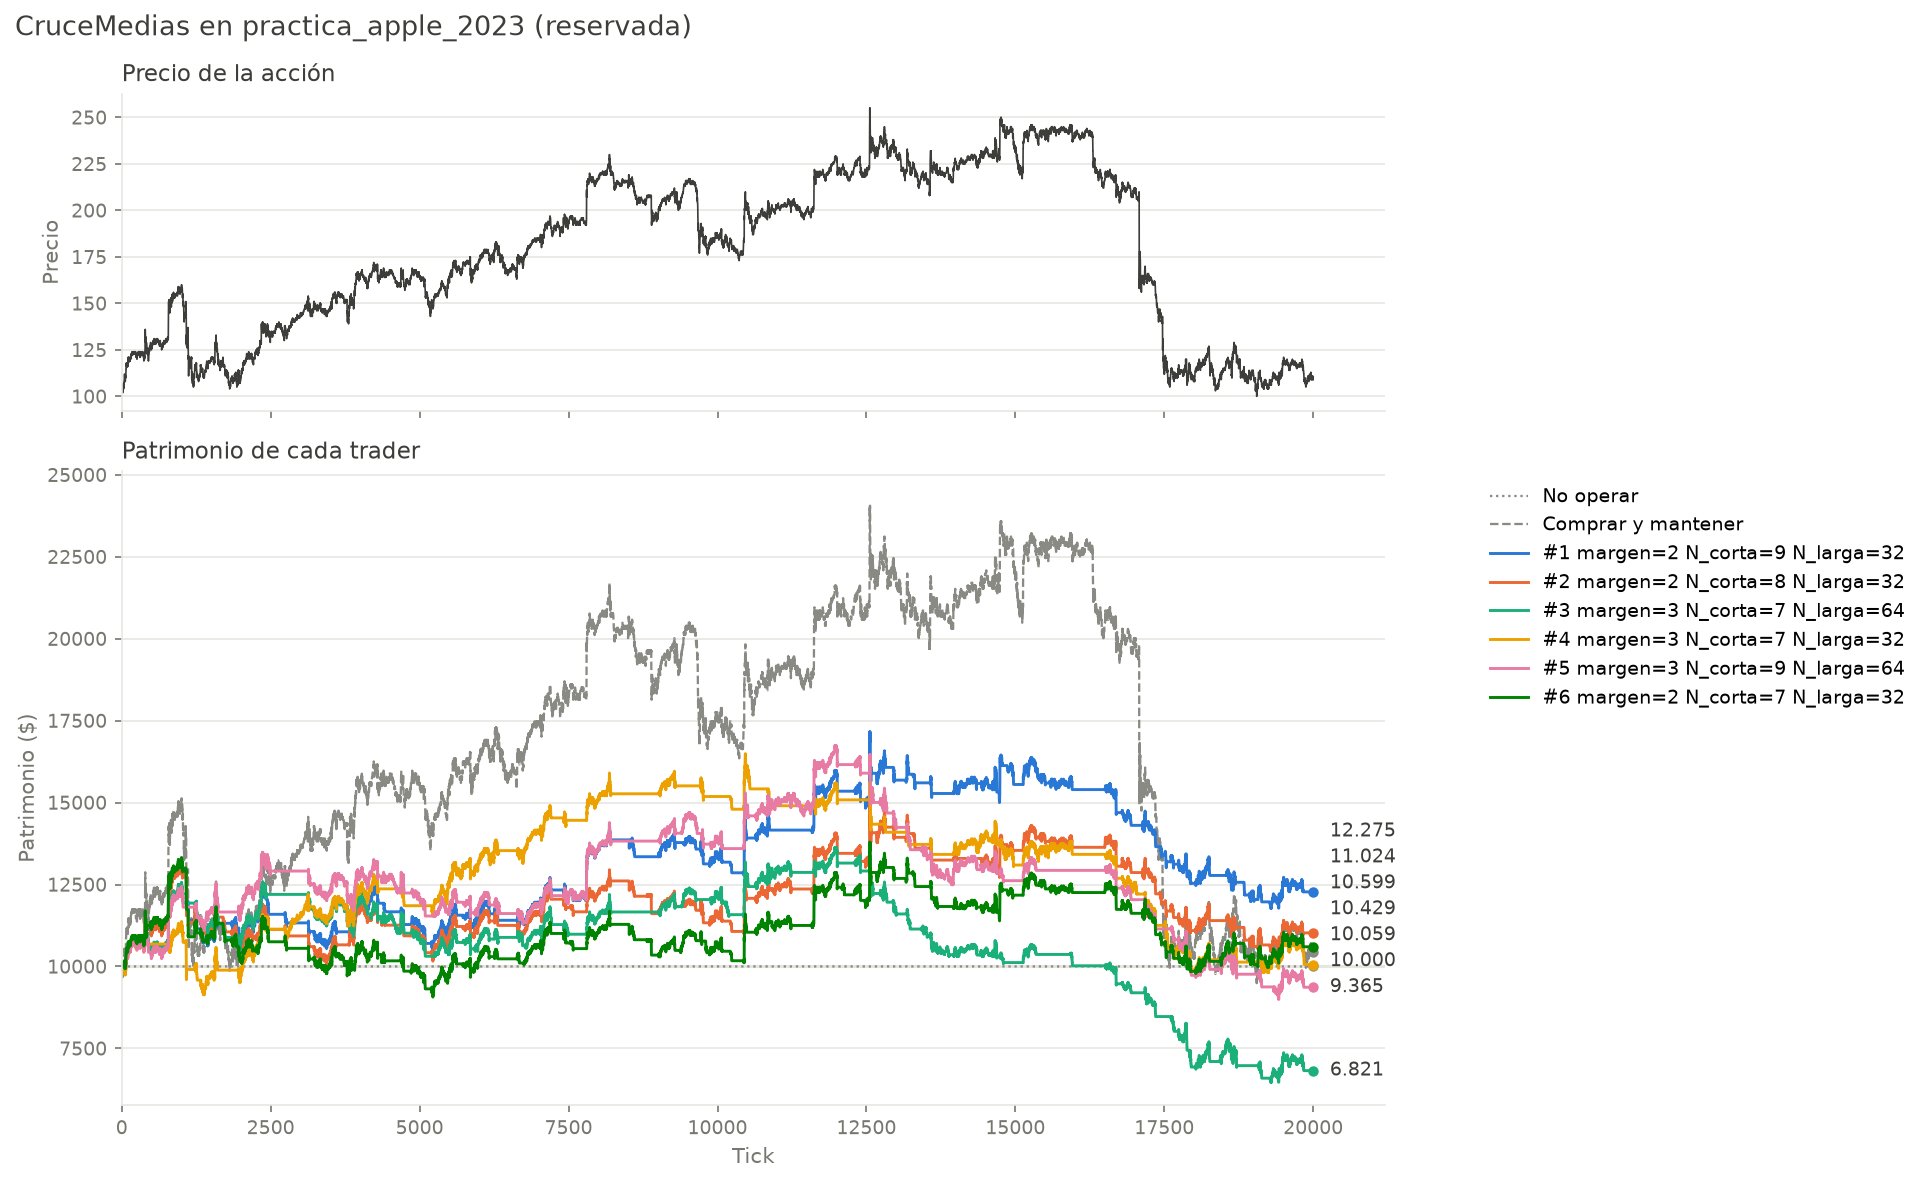 CruceMedias en practica_apple_2023 (reservada)
Precio de la acción
250
225
200
175
150
125
100
Precio
Patrimonio de cada trader
25000
22500
20000
17500
15000
12500
10000
7500
Patrimonio ($)
0
2500
5000
7500
10000
12500
15000
17500
20000
Tick
12.275
11.024
10.599
10.429
10.059
10.000
9.365
6.821
No operar
Comprar y mantener
#1 margen=2 N_corta=9 N_larga=32
#2 margen=2 N_corta=8 N_larga=32
#3 margen=3 N_corta=7 N_larga=64
#4 margen=3 N_corta=7 N_larga=32
#5 margen=3 N_corta=9 N_larga=64
#6 margen=2 N_corta=7 N_larga=32